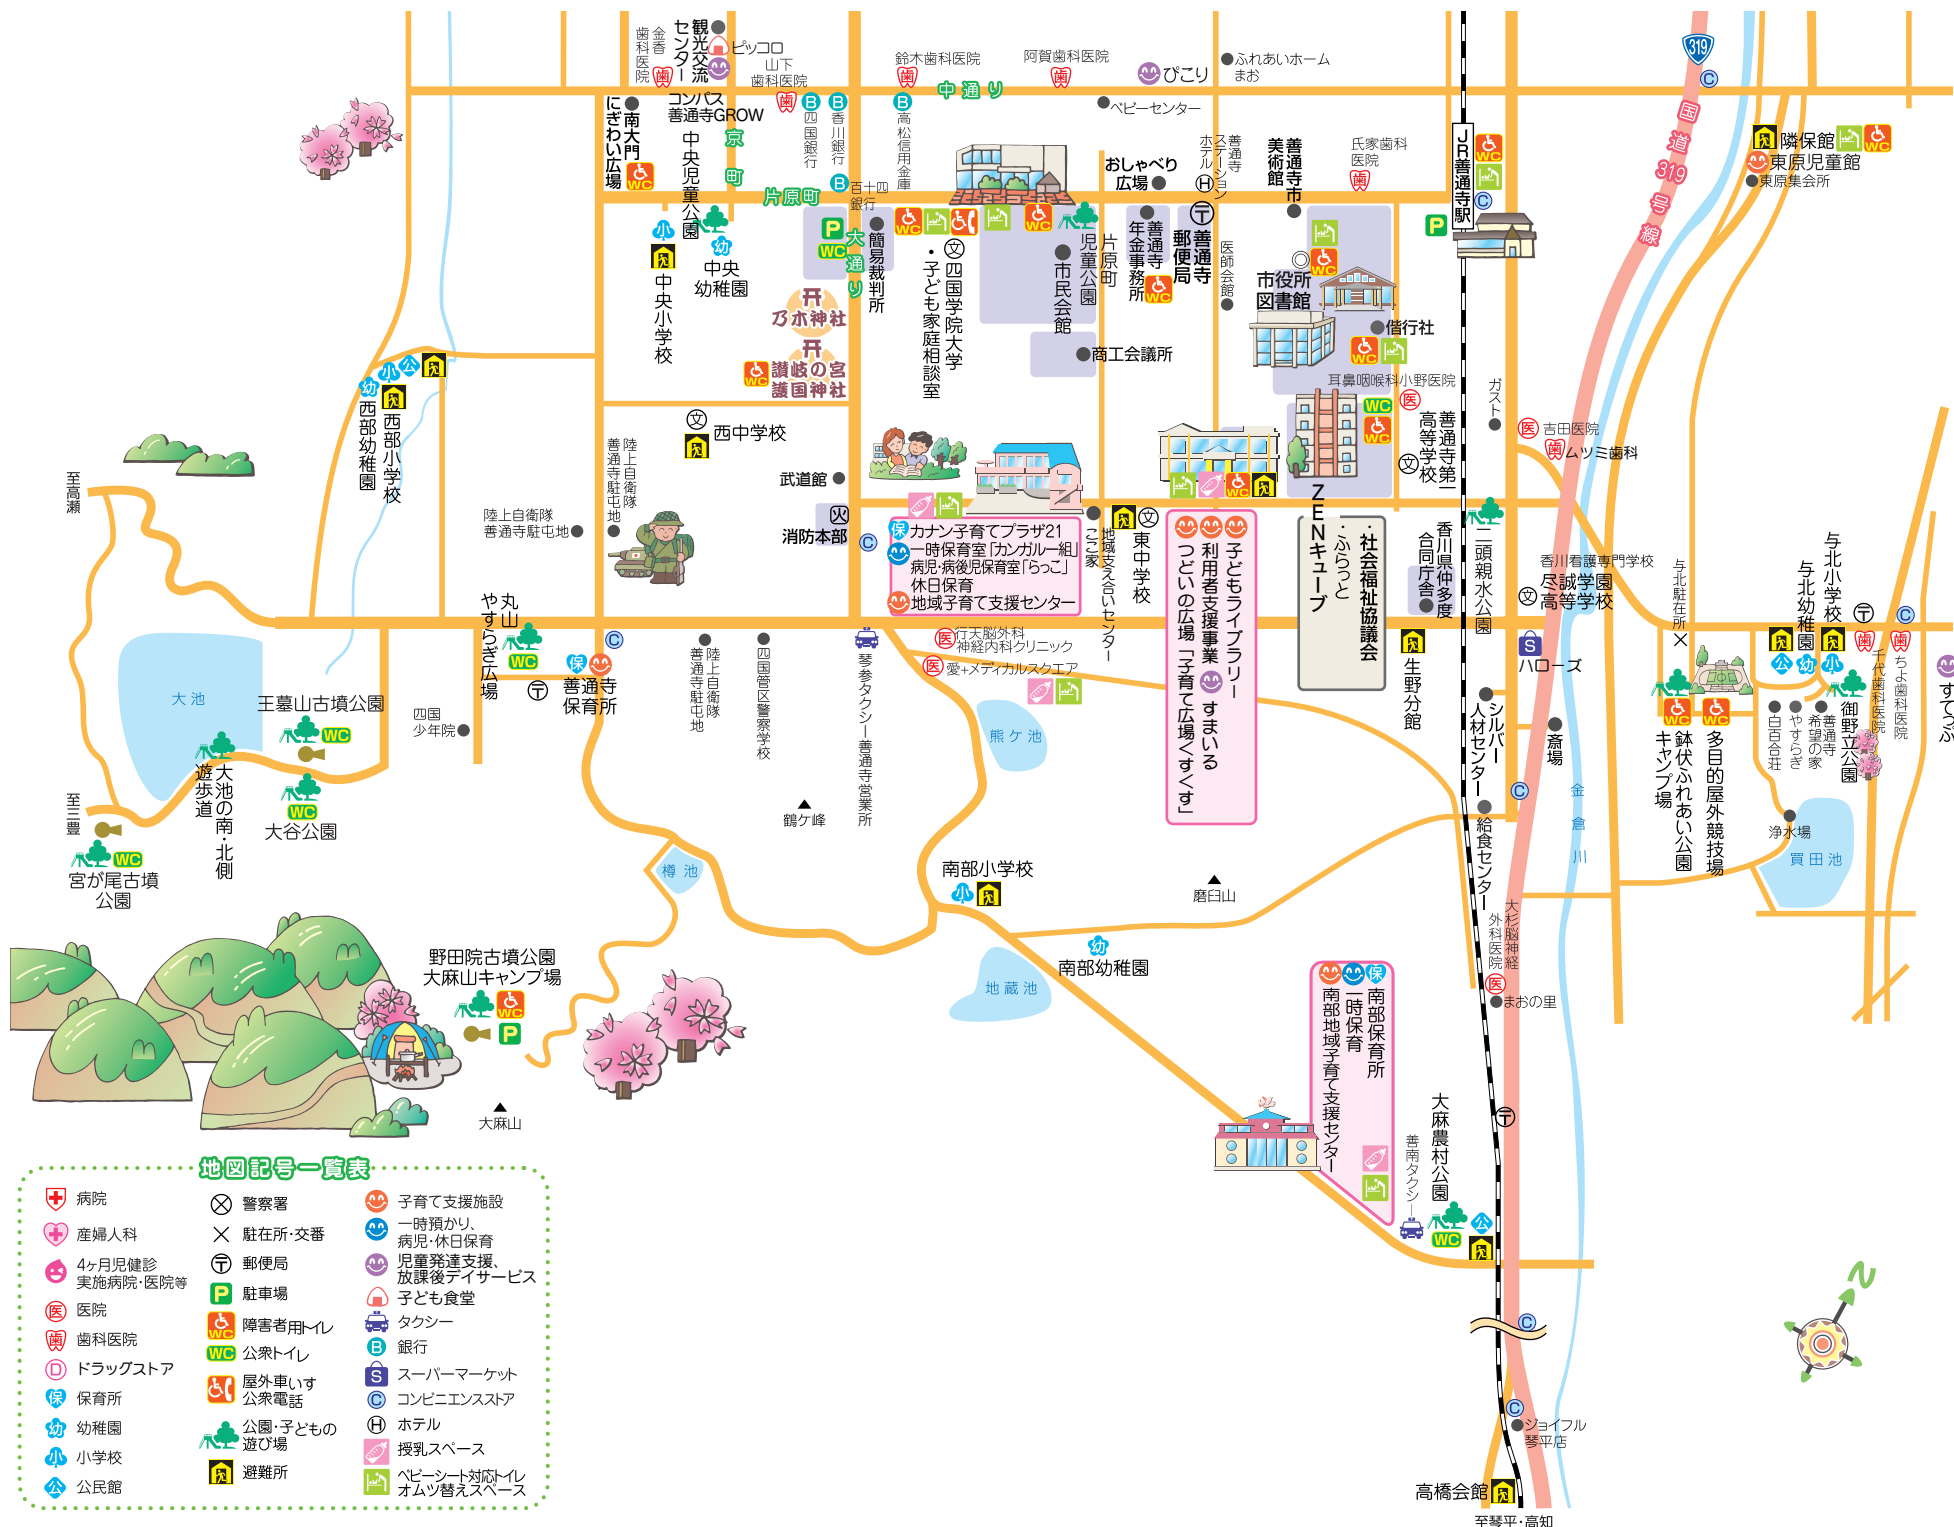 金香
歯科医院
観光交流
センター
ピッコロ
山下
歯科医院
コンパス
善通寺GROW
南大門
にぎわい広場
WC
中央児童公園
京町
四国銀行
香川銀行
高松信用金庫
百十四
銀行
鈴木歯科医院
中通り
阿賀歯科医院
ぴこり
ふれあいホーム
まお
ベビーセンター
片原町
大通り
簡易裁判所
P
WC
四国学院大学
・子ども家庭相談室
市民会館
片原町
児童公園
おしゃべり
広場
善通寺
年金事務所
善通寺
郵便局
善通寺
ステーション
ホテル
医師会館
善通寺市
美術館
氏家歯科
医院
市役所
図書館
偕行社
商工会議所
JR善通寺駅
319
国道319号線
隣保館
東原児童館
東原集会所
中央
幼稚園
中央小学校
乃木神社
讃岐の宮
護国神社
西中学校
西部小学校
西部幼稚園
陸上自衛隊
善通寺駐屯地
陸上自衛隊
善通寺駐屯地
武道館
消防本部
耳鼻咽喉科小野医院
善通寺第一
高等学校
ガスト
吉田医院
ムツミ歯科
カナン子育てプラザ21
一時保育室「カンガルー組」
病児・病後児保育室「らっこ」
休日保育
地域子育て支援センター
地域支え合いセンター
ここ家
東中学校
子どもライブラリー
利用者支援事業 すまいる
つどいの広場「子育て広場くすくす」
ZENキューブ
・社会福祉協議会
・ふらっと
香川県仲多度
合同庁舎
二頭親水公園
香川看護専門学校
尽誠学園
高等学校
与北駐在所
与北小学校
与北幼稚園
千代歯科医院
ちよ歯科医院
すてっぷ
至高瀬
至三豊
大池
丸山
やすらぎ広場
王墓山古墳公園
大池の南・北側
遊歩道
大谷公園
宮が尾古墳
公園
善通寺
保育所
四国
少年院
陸上自衛隊
善通寺駐屯地
四国管区警察学校
琴参タクシー善通寺営業所
行天脳外科
神経内科クリニック
愛+メディカルスクエア
熊ケ池
鶴ケ峰
生野分館
シルバー
人材センター
ハローズ
斎場
給食センター
金倉川
鉢伏ふれあい公園
キャンプ場
多目的屋外競技場
白百合荘
やすらぎ
善通寺
希望の家
御野立公園
浄水場
買田池
樽池
南部小学校
磨臼山
南部幼稚園
地蔵池
大杉脳神経
外科医院
まおの里
野田院古墳公園
大麻山キャンプ場
大麻山
南部保育所
一時保育
南部地域子育て支援センター
大麻農村公園
善南タクシー
ジョイフル
琴平店
高橋会館
至琴平・高知
N
地図記号一覧表
病院
産婦人科
4ヶ月児健診
実施病院・医院等
医院
歯科医院
ドラッグストア
保育所
幼稚園
小学校
公民館
警察署
駐在所・交番
郵便局
駐車場
障害者用トイレ
公衆トイレ
屋外車いす
公衆電話
公園・子どもの
遊び場
避難所
子育て支援施設
一時預かり、
病児・休日保育
児童発達支援、
放課後デイサービス
子ども食堂
タクシー
銀行
スーパーマーケット
コンビニエンスストア
ホテル
授乳スペース
ベビーシート対応トイレ
オムツ替えスペース